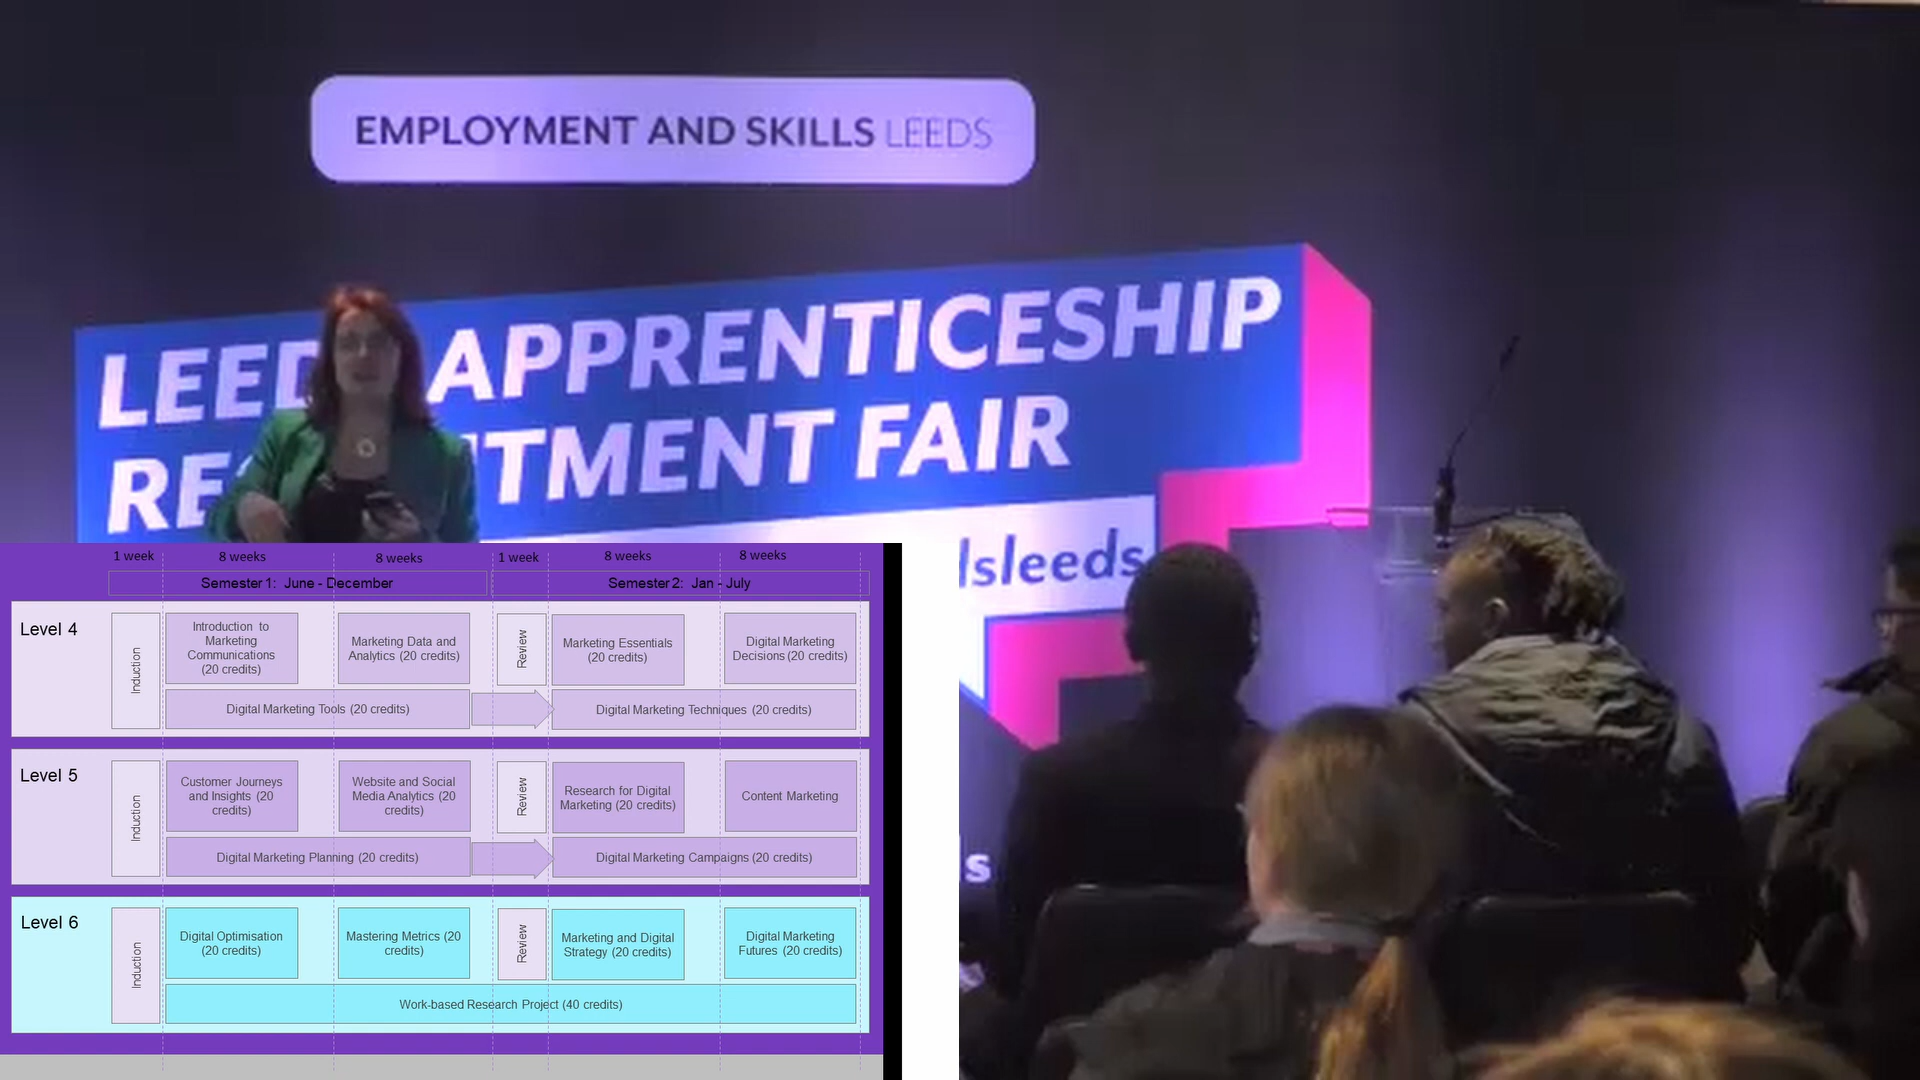 EMPLOYMENT AND SKILLS LEEDS
APPRENTICESHIP
FAIR
lsleeds
s
1 week 8 weeks 8 weeks 1 week 8 weeks 8 weeks
Semester 1: June - December
Semester 2: Jan - July
Level 4
Induction
Introduction to
Marketing
Communications
(20 credits)
Marketing Data and
Analytics (20 credits)
Review
Marketing Essentials
(20 credits)
Digital Marketing
Decisions (20 credits)
Digital Marketing Tools (20 credits)
Digital Marketing Techniques (20 credits)
Level 5
Induction
Customer Journeys
and Insights (20
credits)
Website and Social
Media Analytics (20
credits)
Review
Research for Digital
Marketing (20 credits)
Content Marketing
Digital Marketing Planning (20 credits)
Digital Marketing Campaigns (20 credits)
Level 6
Induction
Digital Optimisation
(20 credits)
Mastering Metrics (20
credits)
Review
Marketing and Digital
Strategy (20 credits)
Digital Marketing
Futures (20 credits)
Work-based Research Project (40 credits)